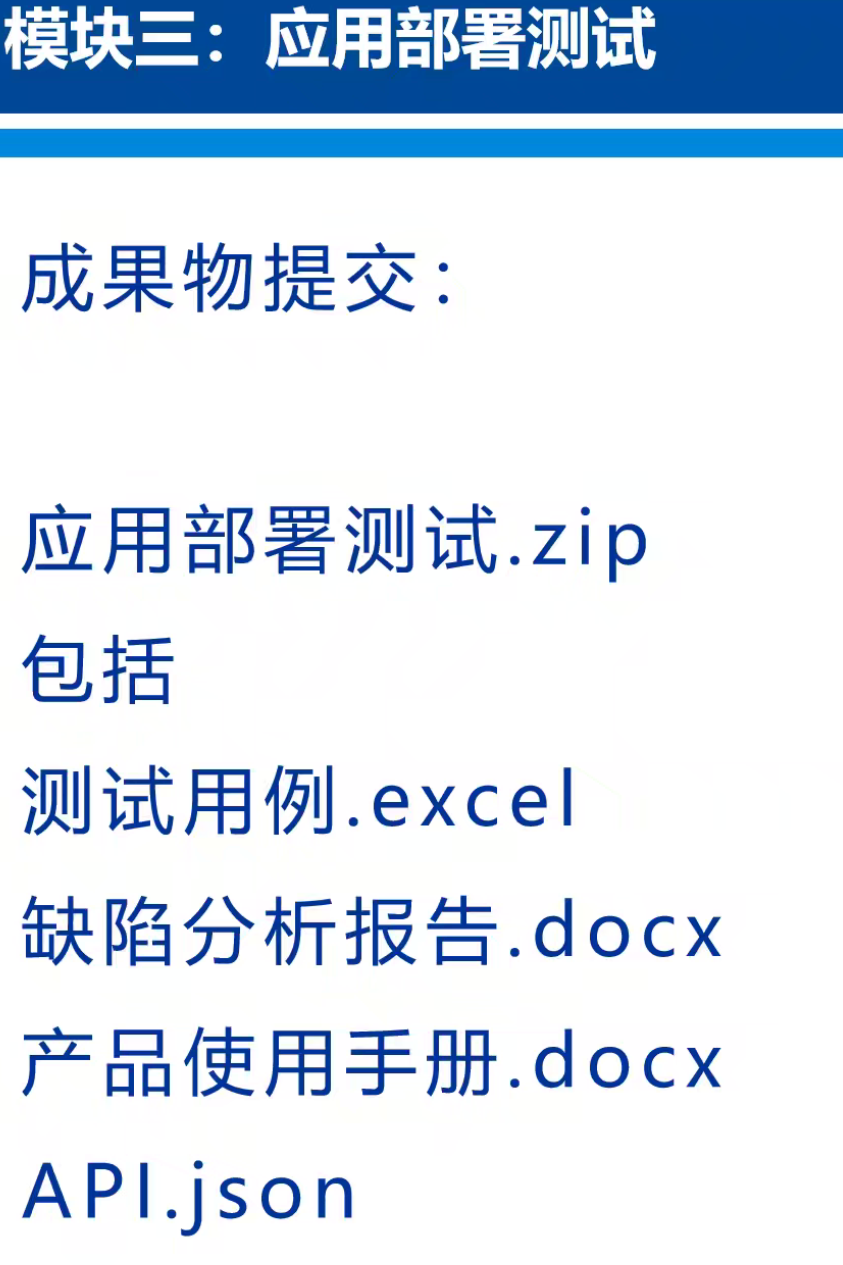 模块三：应用部署测试
成果物提交：
应用部署测试.zip
包括
测试用例.excel
缺陷分析报告.docx
产品使用手册.docx
API.json